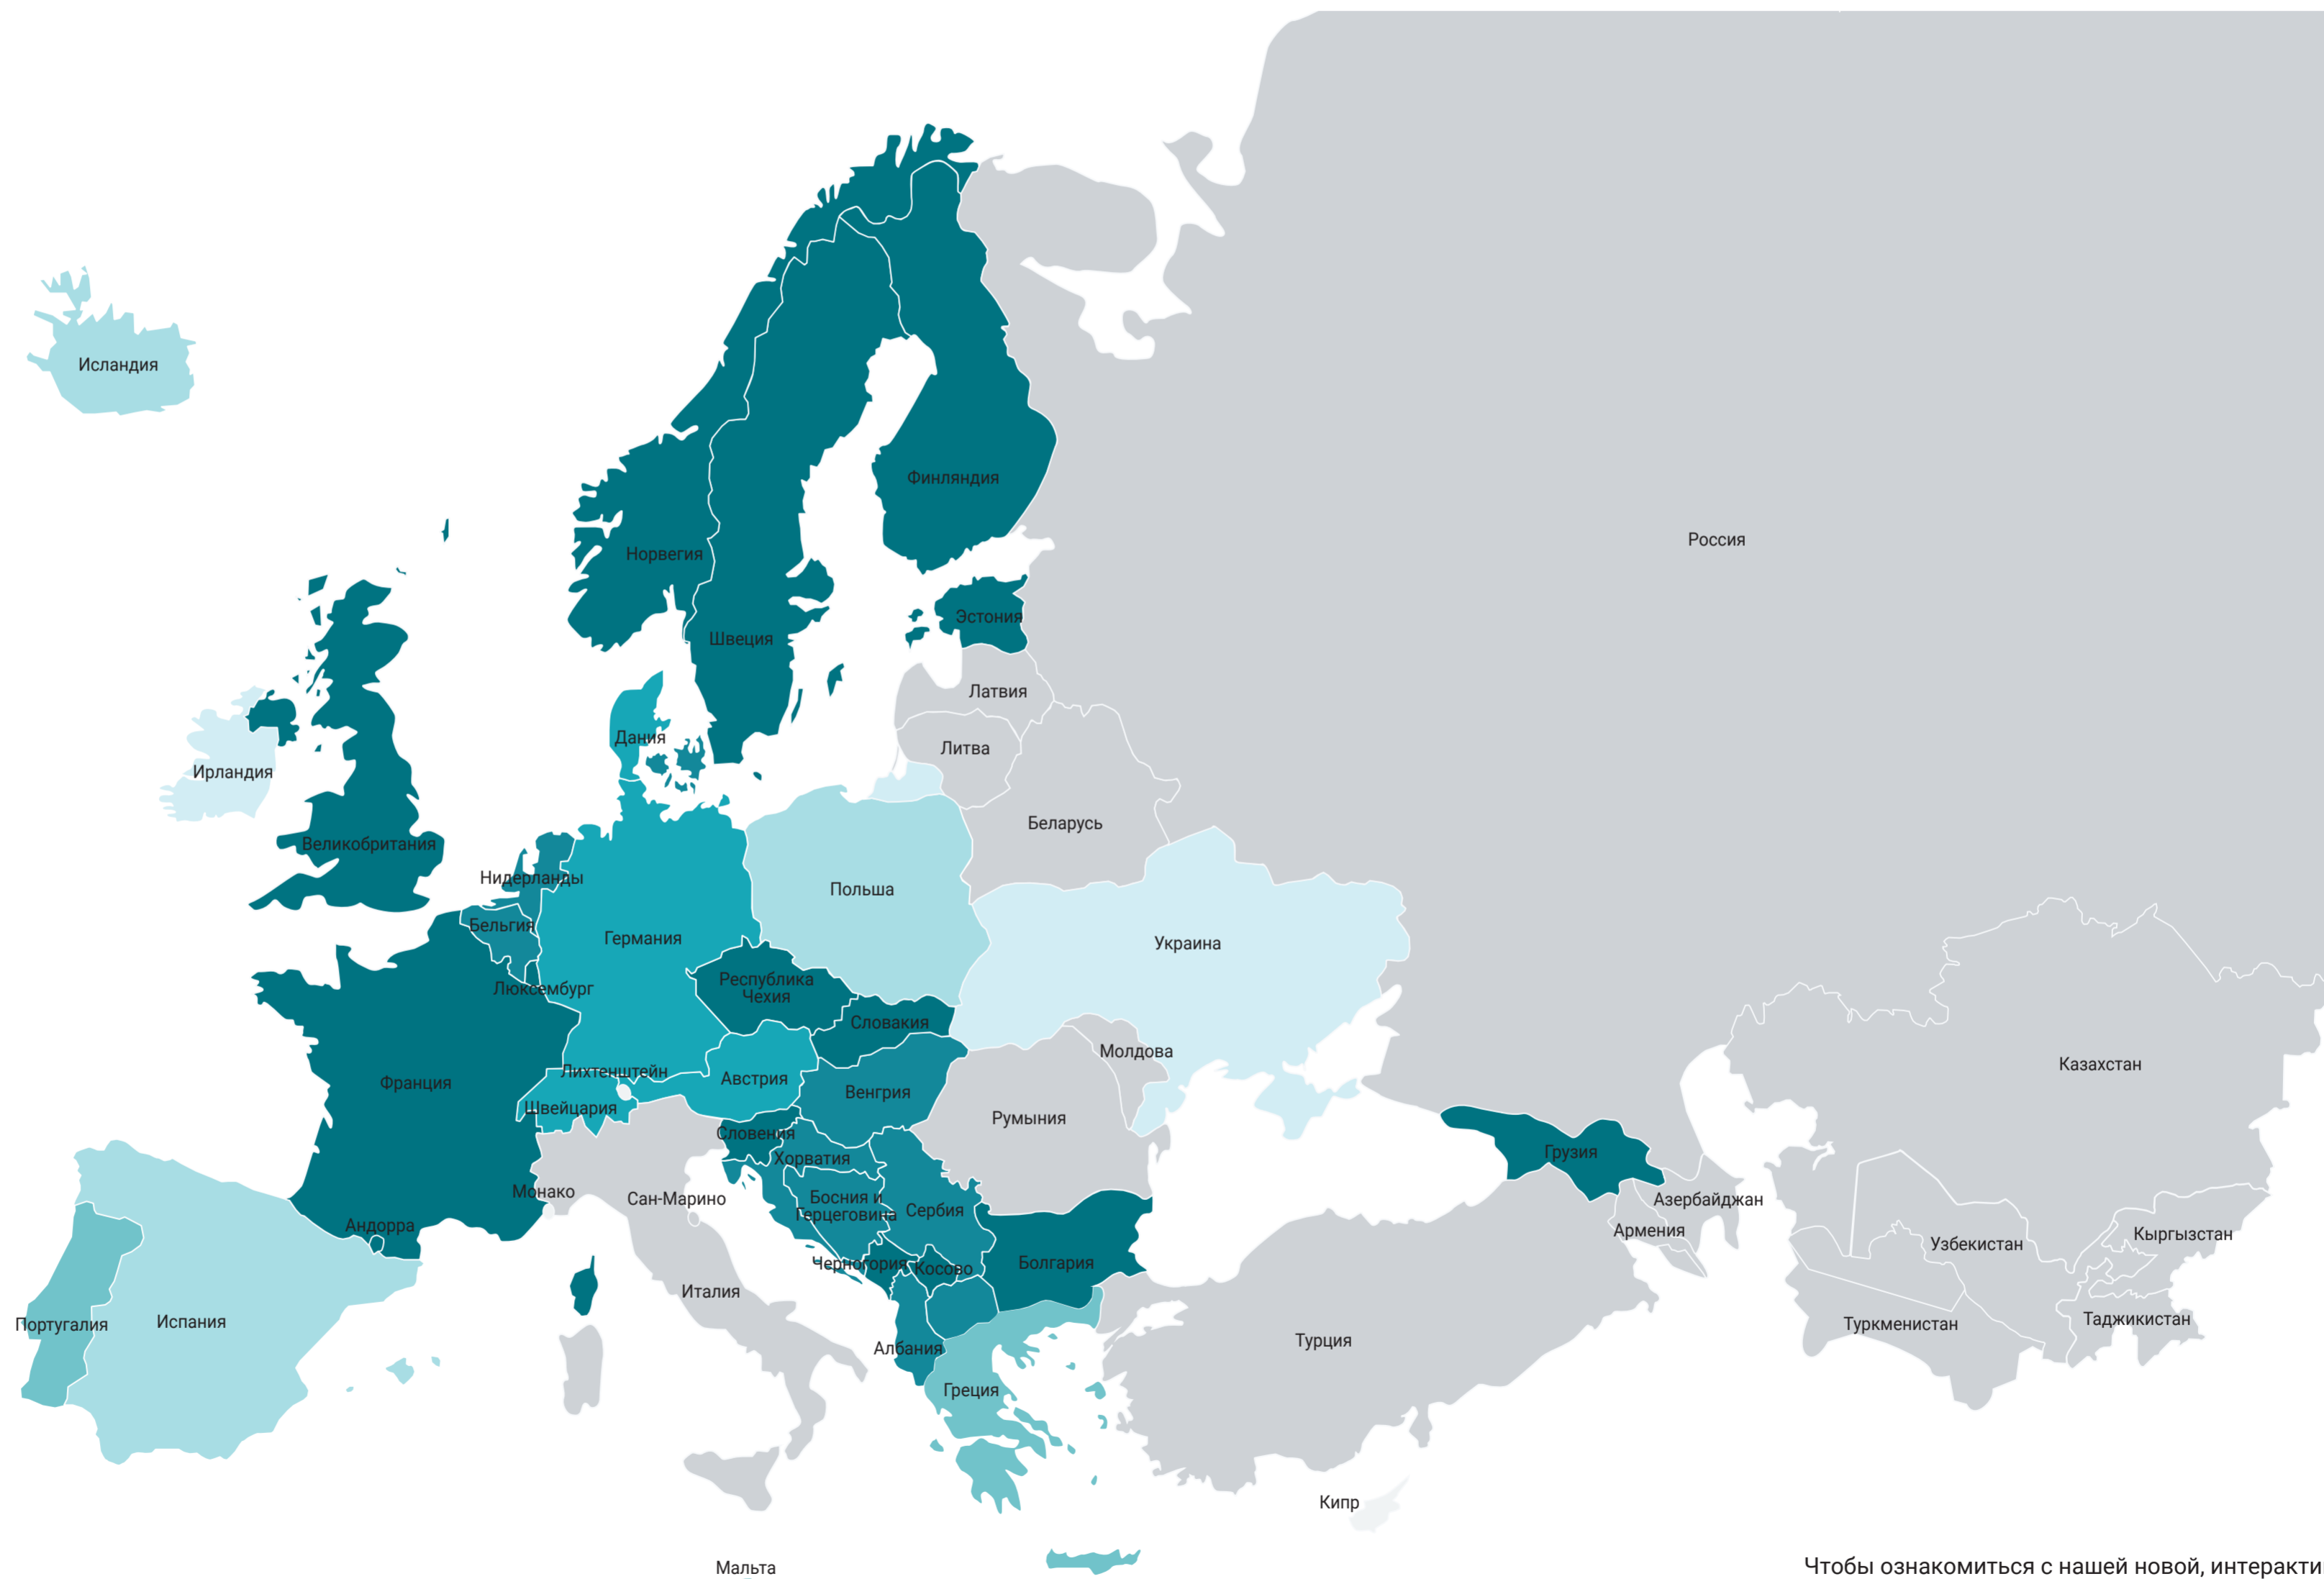 Исландия
Финляндия
Россия
Норвегия
Эстония
Швеция
Латвия
Дания
Литва
Ирландия
Беларусь
Великобритания
Нидерланды
Польша
Бельгия
Германия
Украина
Республика
Чехия
Люксембург
Словакия
Молдова
Казахстан
Лихтенштейн
Австрия
Франция
Венгрия
Швейцария
Румыния
Словения
Грузия
Хорватия
Монако
Сан-Марино
Босния и
Герцеговина
Сербия
Азербайджан
Андорра
Армения
Кыргызстан
Узбекистан
Черногория
Косово
Болгария
Италия
Португалия
Испания
Туркменистан
Таджикистан
Турция
Албания
Греция
Кипр
Мальта
Чтобы ознакомиться с нашей новой, интеракти